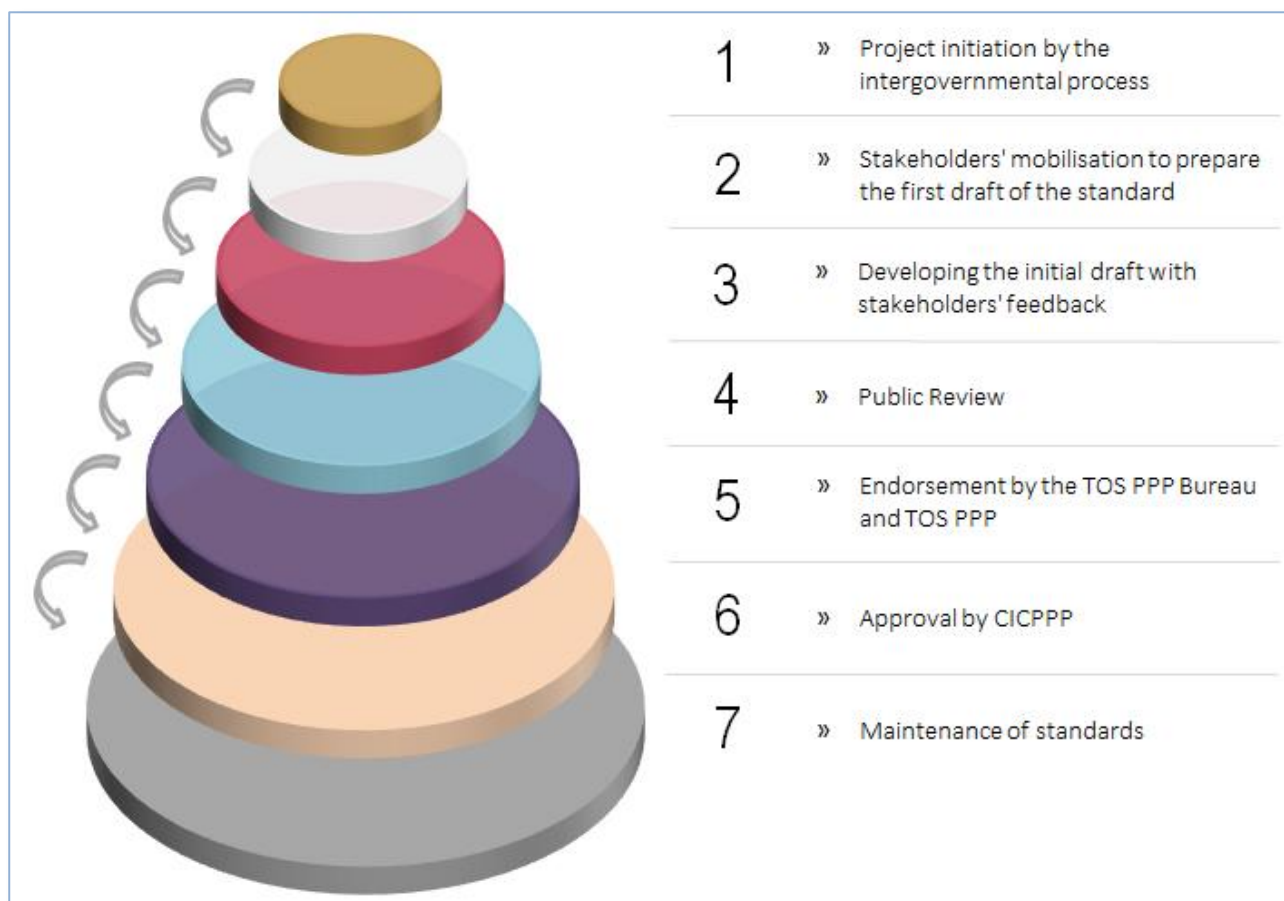 1 » Project initiation by the
intergovernmental process
2 » Stakeholders' mobilisation to prepare
the first draft of the standard
3 » Developing the initial draft with
stakeholders' feedback
4 » Public Review
5 » Endorsement by the TOS PPP Bureau
and TOS PPP
6 » Approval by CICPPP
7 » Maintenance of standards